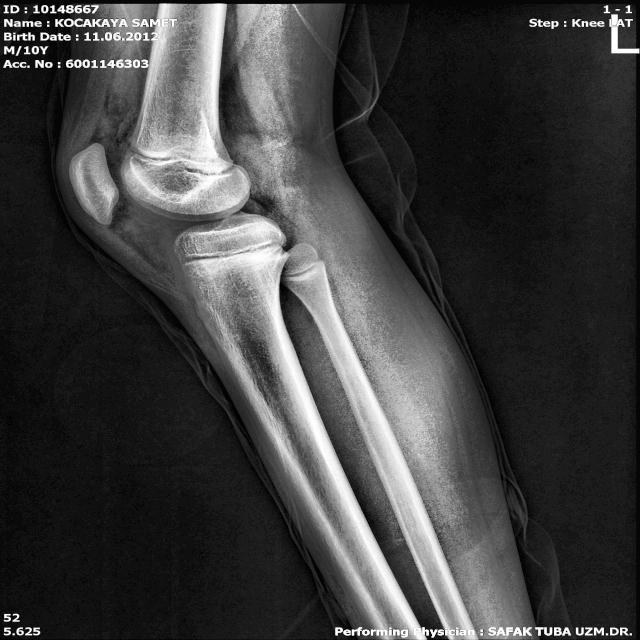 ID : 10148667
Name : KOCAKAYA SAMET
Birth Date : 11.06.2012
M/10Y
Acc. No : 6001146303
1 - 1
Step : Knee LAT
L
52
5.625
Performing Physician : SAFAK TUBA UZM.DR.